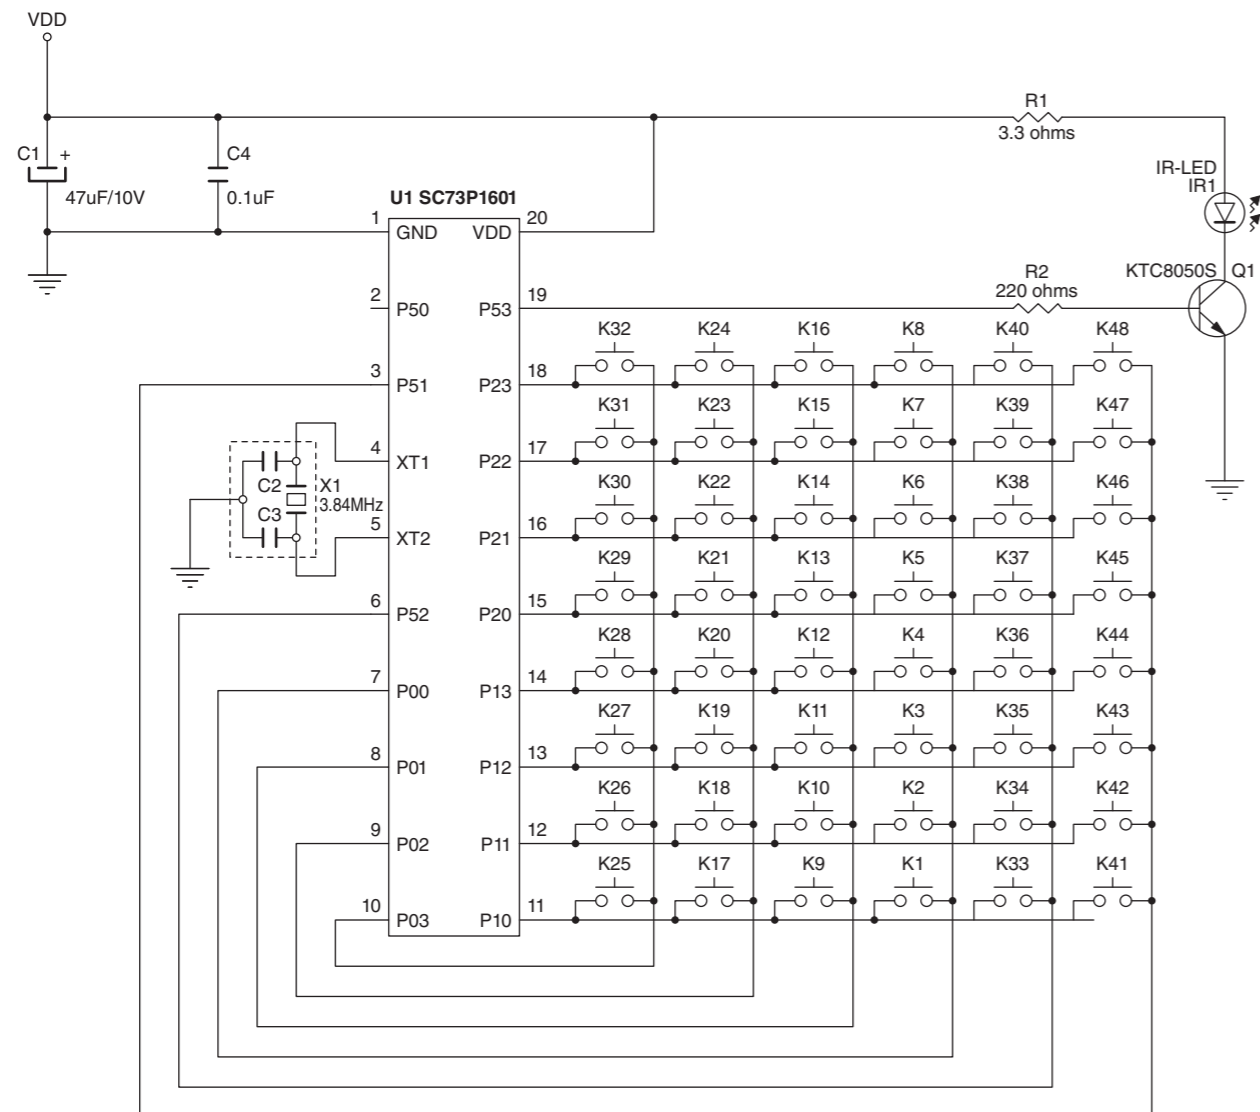 VDD
R1
3.3 ohms
C1
+
47uF/10V
C4
0.1uF
IR-LED
IR1
U1 SC73P1601
1
GND
VDD
20
2
P50
P53
19
R2
220 ohms
KTC8050S
Q1
K32
K24
K16
K8
K40
K48
3
P51
P23
18
K31
K23
K15
K7
K39
K47
4
XT1
P22
17
C2
X1
3.84MHz
C3
K30
K22
K14
K6
K38
K46
5
XT2
P21
16
K29
K21
K13
K5
K37
K45
6
P52
P20
15
K28
K20
K12
K4
K36
K44
7
P00
P13
14
K27
K19
K11
K3
K35
K43
8
P01
P12
13
K26
K18
K10
K2
K34
K42
9
P02
P11
12
K25
K17
K9
K1
K33
K41
10
P03
P10
11